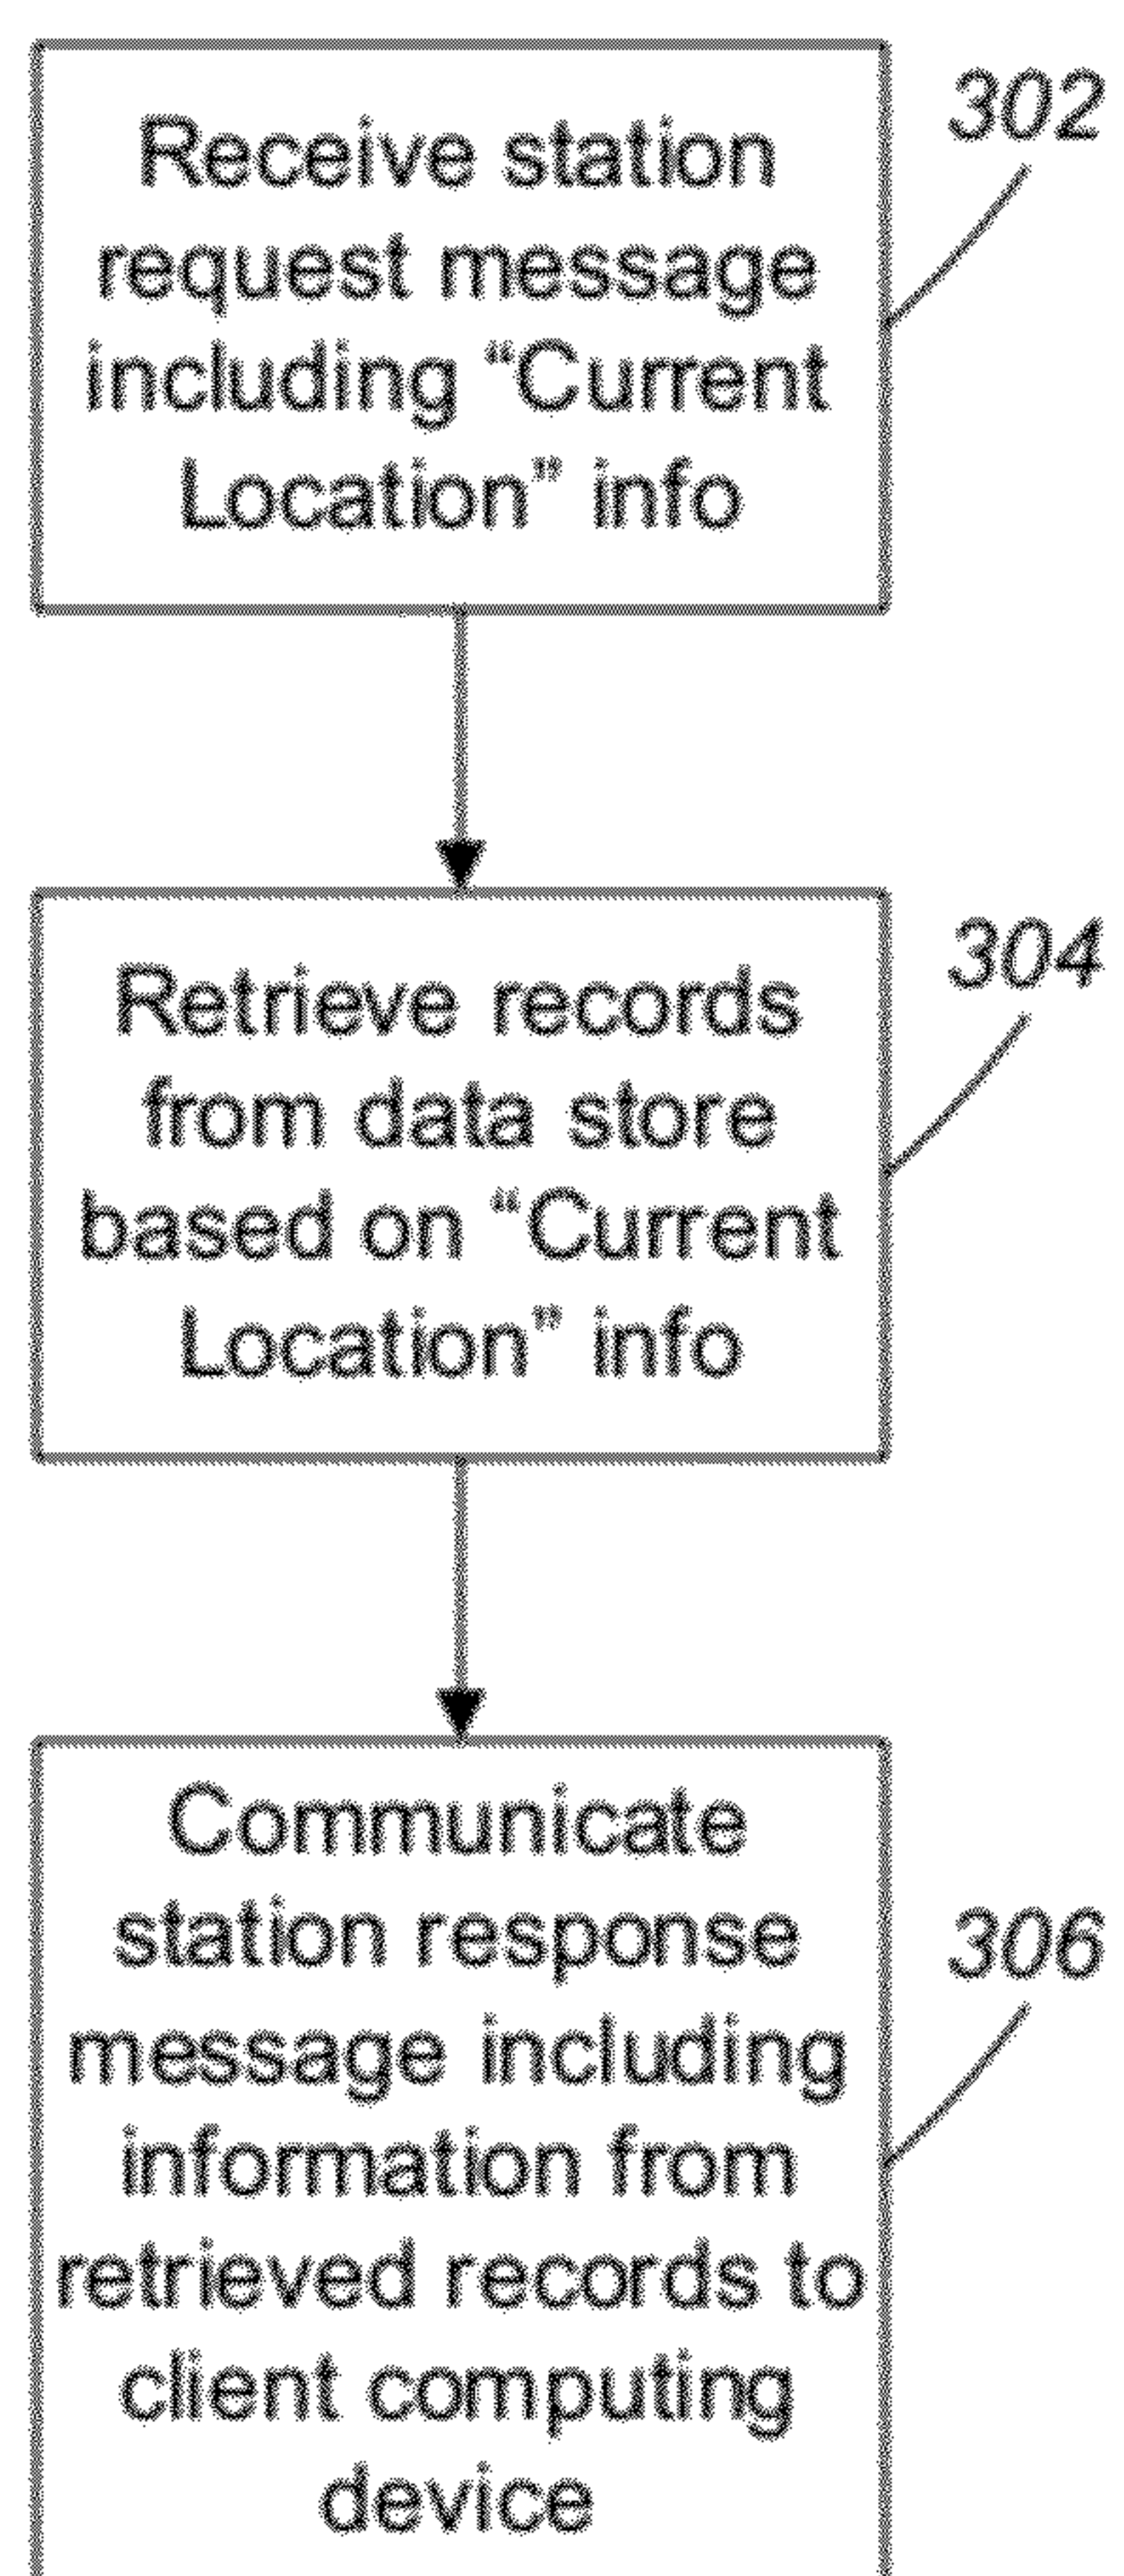 Receive station
request message
including “Current
Location” info
302
Retrieve records
from data store
based on “Current
Location” info
304
Communicate
station response
message including
information from
retrieved records to
client computing
device
306